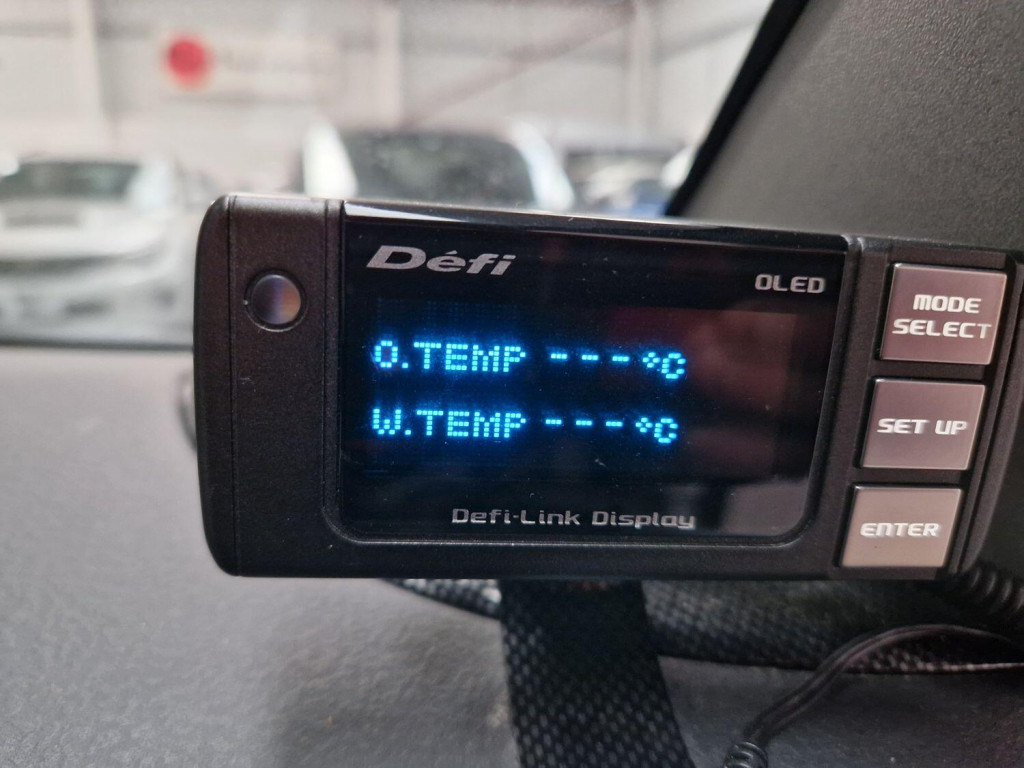 Défi
OLED
O.TEMP ---°C
W.TEMP ---°C
Defi-Link Display
MODE
SELECT
SET UP
ENTER